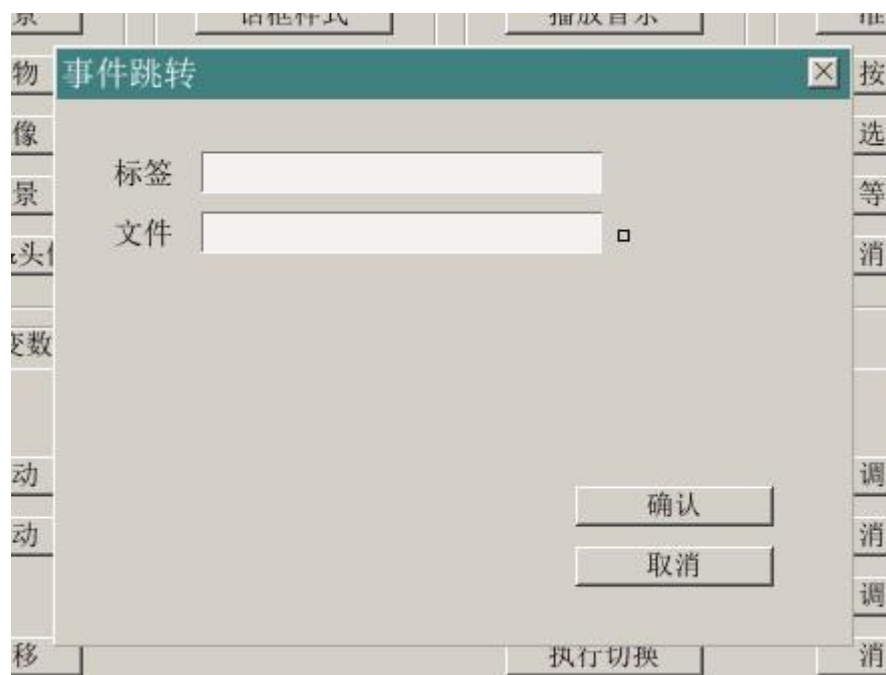 话框样式
播放音乐
物
事件跳转
按
像
选
标签
景
等
文件
头
消
变数
动
调
确认
动
消
取消
调
移
执行切换
消